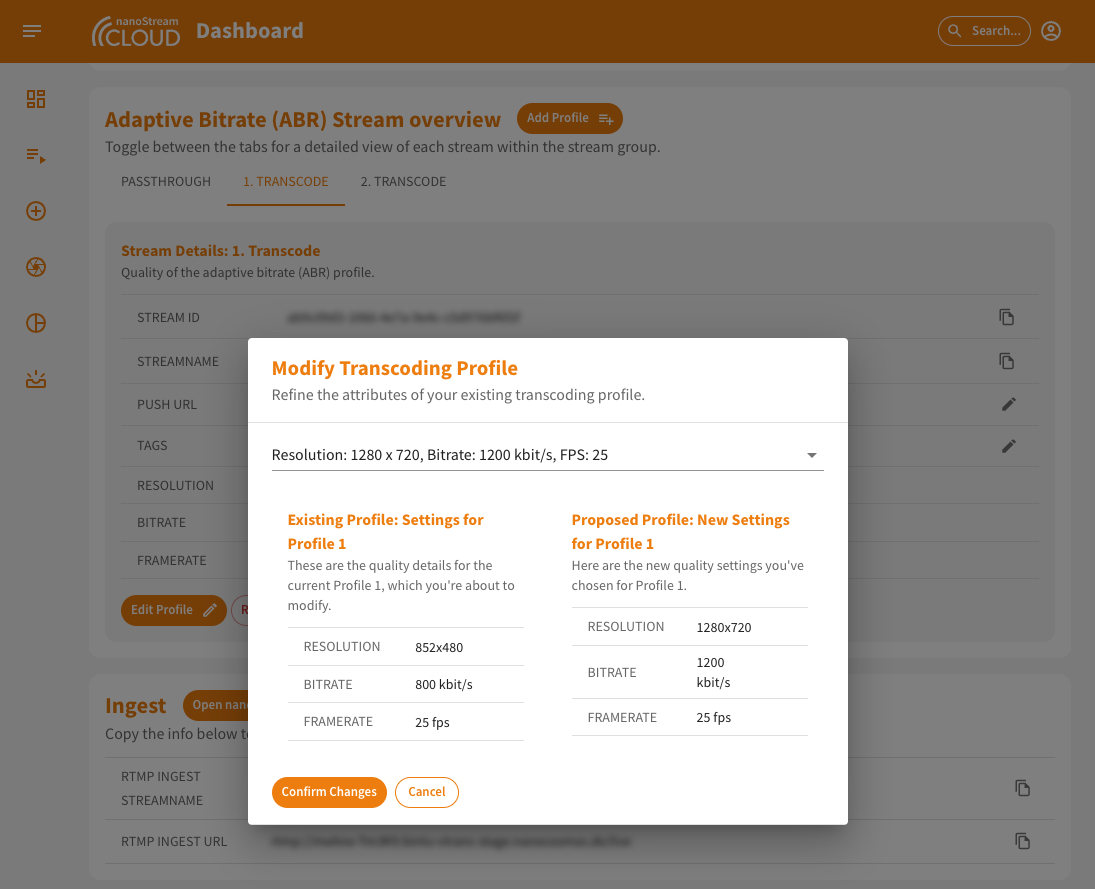 nanoStream
CLOUD
Dashboard
Search...
Adaptive Bitrate (ABR) Stream overview
Add Profile
Toggle between the tabs for a detailed view of each stream within the stream group.
PASSTHROUGH
1. TRANSCODE
2. TRANSCODE
Stream Details: 1. Transcode
Quality of the adaptive bitrate (ABR) profile.
STREAM ID
STREAMNAME
PUSH URL
TAGS
RESOLUTION
BITRATE
FRAMERATE
Edit Profile
R
Modify Transcoding Profile
Refine the attributes of your existing transcoding profile.
Resolution: 1280 x 720, Bitrate: 1200 kbit/s, FPS: 25
Existing Profile: Settings for
Profile 1
These are the quality details for the
current Profile 1, which you're about to
modify.
RESOLUTION 852x480
BITRATE 800 kbit/s
FRAMERATE 25 fps
Proposed Profile: New Settings
for Profile 1
Here are the new quality settings you've
chosen for Profile 1.
RESOLUTION 1280x720
BITRATE 1200
kbit/s
FRAMERATE 25 fps
Confirm Changes
Cancel
Ingest
Open nan
Copy the info below t
RTMP INGEST
STREAMNAME
RTMP INGEST URL